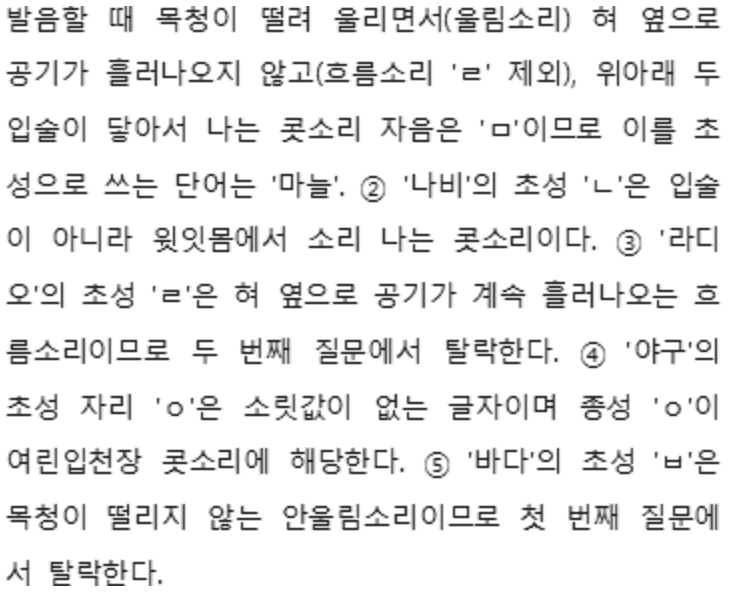 발음할 때 목청이 떨려 울리면서(울림소리) 혀 옆으로
공기가 흘러나오지 않고(흐름소리 'ㄹ' 제외), 위아래 두
입술이 닿아서 나는 콧소리 자음은 'ㅁ'이므로 이를 초
성으로 쓰는 단어는 '마늘'. ② '나비'의 초성 'ㄴ'은 입술
이 아니라 윗잇몸에서 소리 나는 콧소리이다. ③ '라디
오'의 초성 'ㄹ'은 혀 옆으로 공기가 계속 흘러나오는 흐
름소리이므로 두 번째 질문에서 탈락한다. ④ '야구'의
초성 자리 'ㅇ'은 소릿값이 없는 글자이며 종성 'ㅇ'이
여린입천장 콧소리에 해당한다. ⑤ '바다'의 초성 'ㅂ'은
목청이 떨리지 않는 안울림소리이므로 첫 번째 질문에
서 탈락한다.